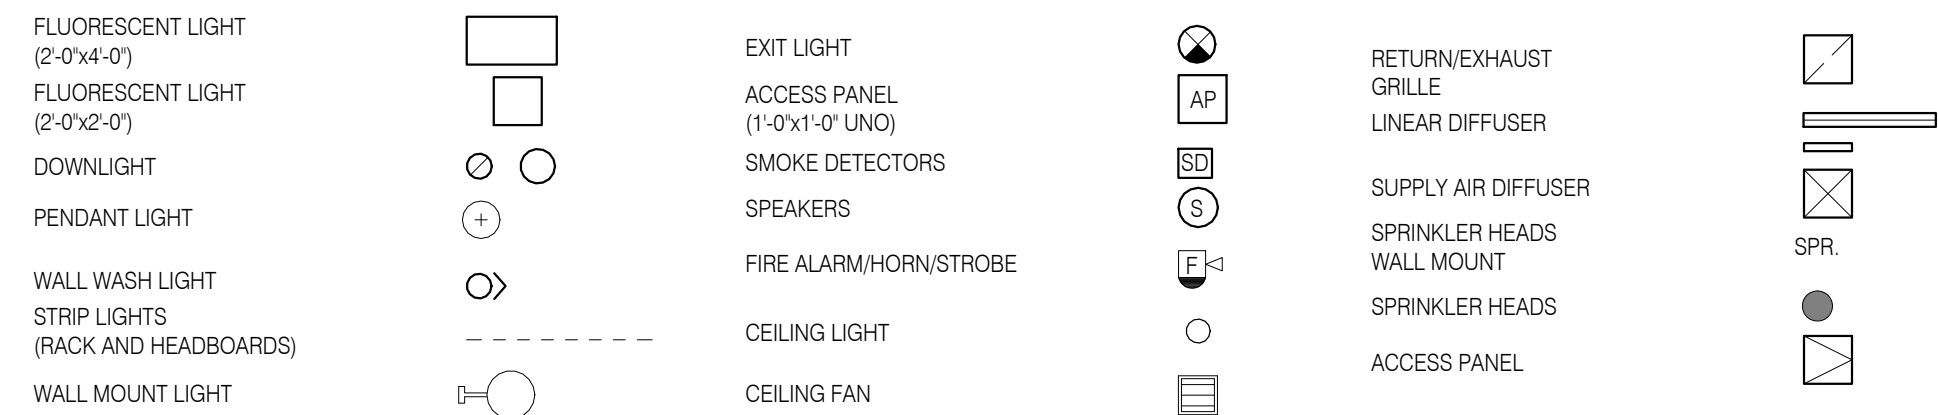 FLUORESCENT LIGHT
(2'-0"x4'-0")
FLUORESCENT LIGHT
(2'-0"x2'-0")
DOWNLIGHT
PENDANT LIGHT
WALL WASH LIGHT
STRIP LIGHTS
(RACK AND HEADBOARDS)
WALL MOUNT LIGHT
EXIT LIGHT
ACCESS PANEL
(1'-0"x1'-0" UNO)
AP
SMOKE DETECTORS
SD
SPEAKERS
S
FIRE ALARM/HORN/STROBE
F
CEILING LIGHT
CEILING FAN
RETURN/EXHAUST
GRILLE
LINEAR DIFFUSER
SUPPLY AIR DIFFUSER
SPRINKLER HEADS
WALL MOUNT
SPR.
SPRINKLER HEADS
ACCESS PANEL